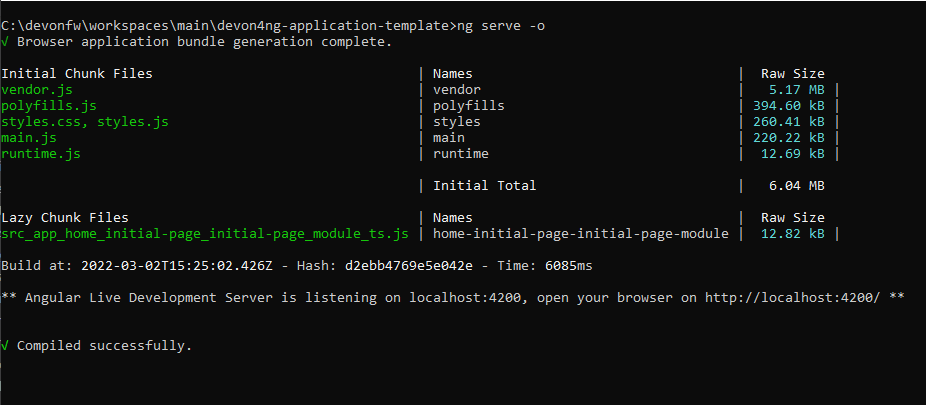 C:\devonfw\workspaces\main\devon4ng-application-template>ng serve -o
√ Browser application bundle generation complete.
Initial Chunk Files | Names | Raw Size
vendor.js | vendor | 5.17 MB |
polyfills.js | polyfills | 394.60 kB |
styles.css, styles.js | styles | 260.41 kB |
main.js | main | 220.22 kB |
runtime.js | runtime | 12.69 kB |
| Initial Total | 6.04 MB
Lazy Chunk Files | Names | Raw Size
src_app_home_initial-page_initial-page_module_ts.js | home-initial-page-initial-page-module | 12.82 kB |
Build at: 2022-03-02T15:25:02.426Z - Hash: d2ebb4769e5e042e - Time: 6085ms
** Angular Live Development Server is listening on localhost:4200, open your browser on http://localhost:4200/ **
√ Compiled successfully.